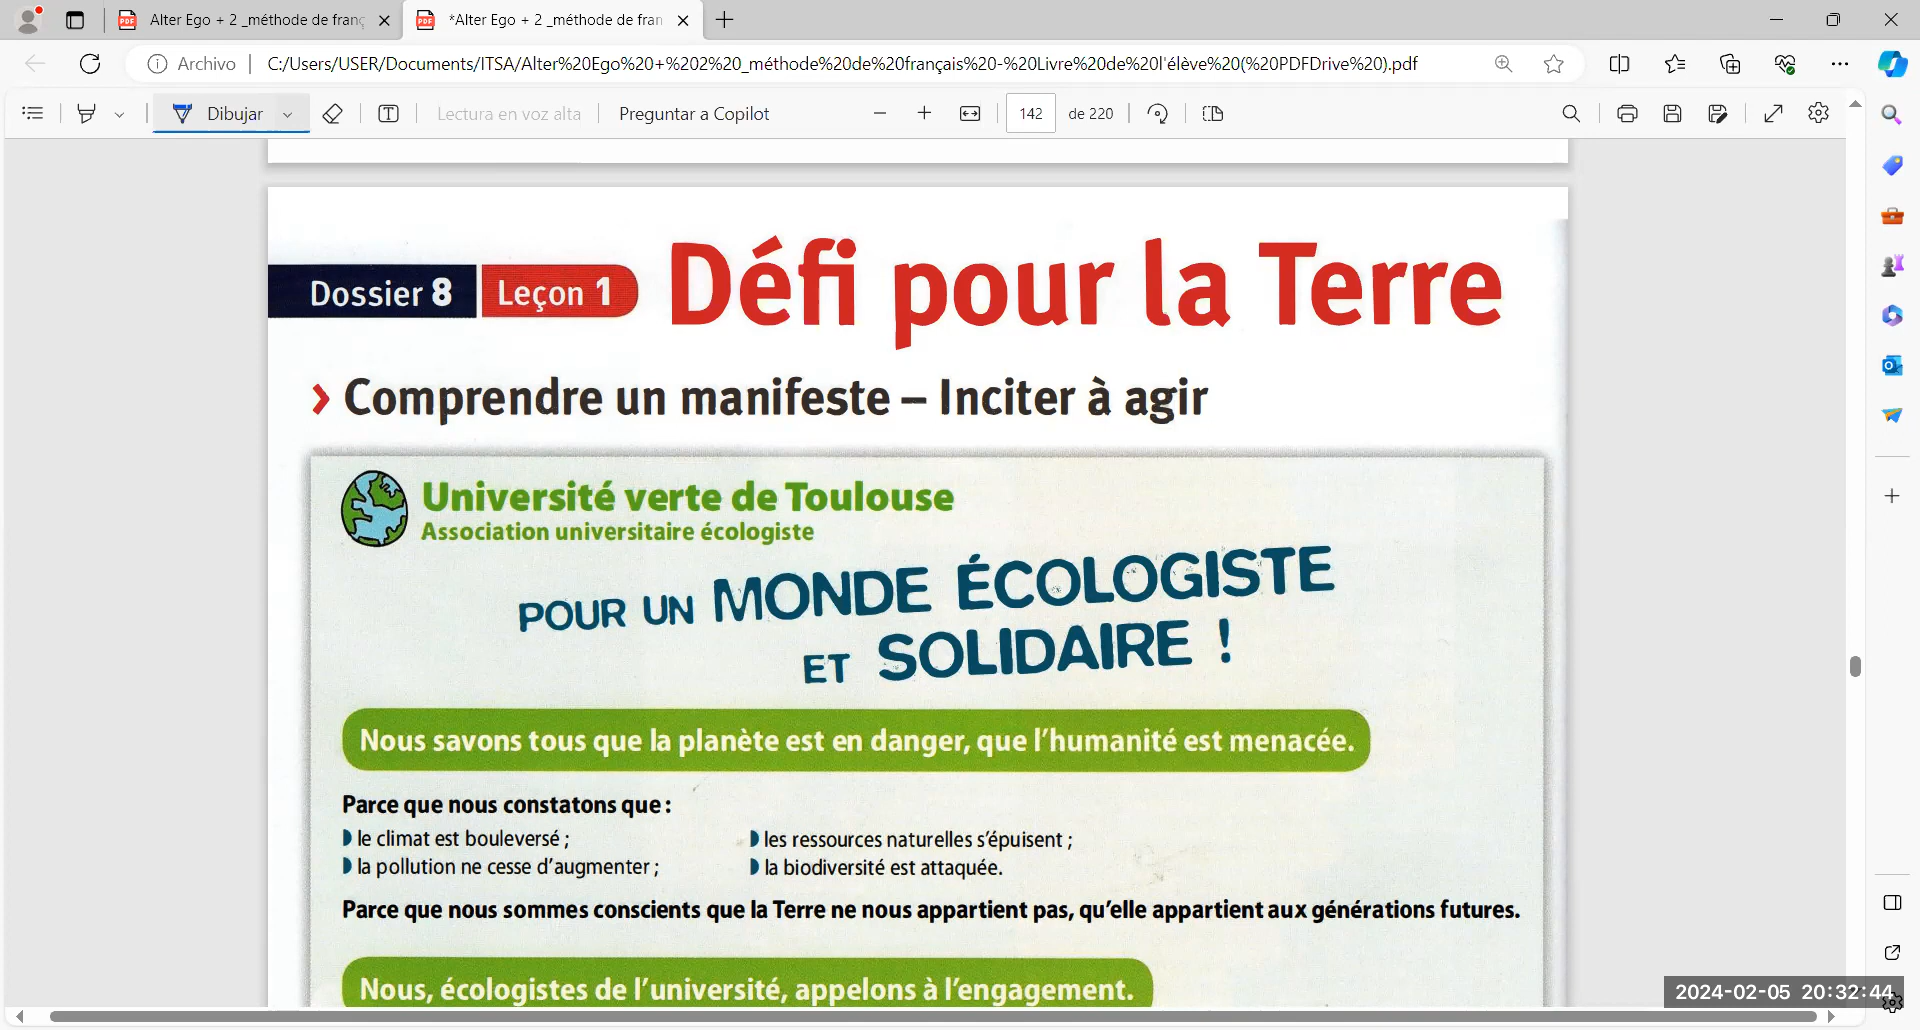 Alter Ego + 2 _méthode de franç
*Alter Ego + 2 _méthode de fran
Archivo
C:/Users/USER/Documents/ITSA/Alter%20Ego%20+%202%20_méthode%20de%20français%20-%20Livre%20de%20l'élève%20(%20PDFDrive%20).pdf
Dibujar
Lectura en voz alta
Preguntar a Copilot
142
de 220
Dossier 8
Leçon 1
Défi pour la Terre
Comprendre un manifeste – Inciter à agir
Université verte de Toulouse
Association universitaire écologiste
POUR UN MONDE ÉCOLOGISTE
ET SOLIDAIRE !
Nous savons tous que la planète est en danger, que l'humanité est menacée.
Parce que nous constatons que :
le climat est bouleversé ;
la pollution ne cesse d'augmenter ;
les ressources naturelles s'épuisent ;
la biodiversité est attaquée.
Parce que nous sommes conscients que la Terre ne nous appartient pas, qu'elle appartient aux générations futures.
Nous, écologistes de l'université, appelons à l'engagement.
2024-02-05 20:32:44